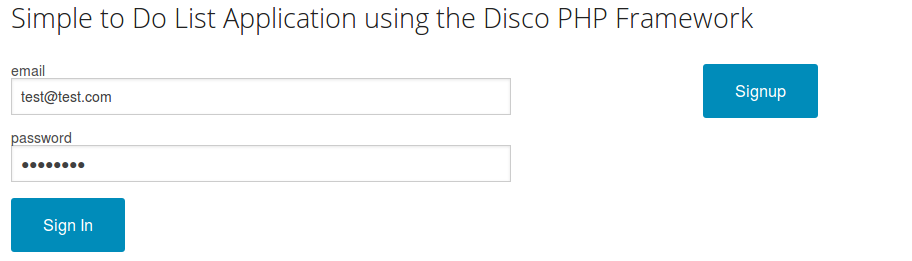 Simple to Do List Application using the Disco PHP Framework
email
test@test.com
Signup
password
●●●●●●●●
Sign In